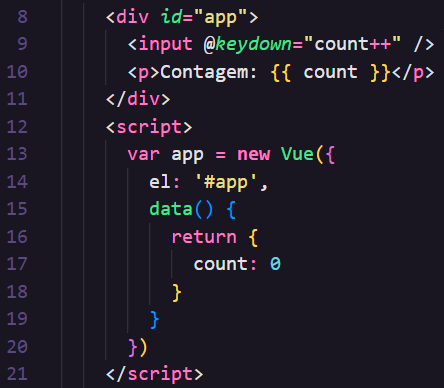 8 <div id="app">
9 <input @keydown="count++" />
10 <p>Contagem: {{ count }}</p>
11 </div>
12 <script>
13 var app = new Vue({
14 el: '#app',
15 data() {
16 return {
17 count: 0
18 }
19 }
20 })
21 </script>